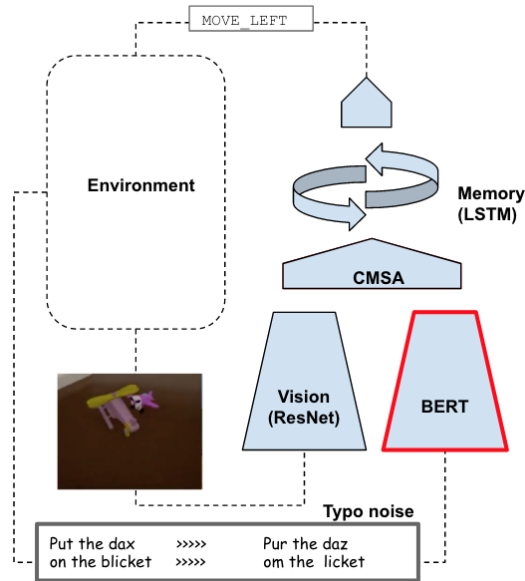 MOVE_LEFT
Environment
Memory
(LSTM)
CMSA
Vision
(ResNet)
BERT
Typo noise
Put the dax >>>>> Pur the daz
on the blicket >>>>> om the licket